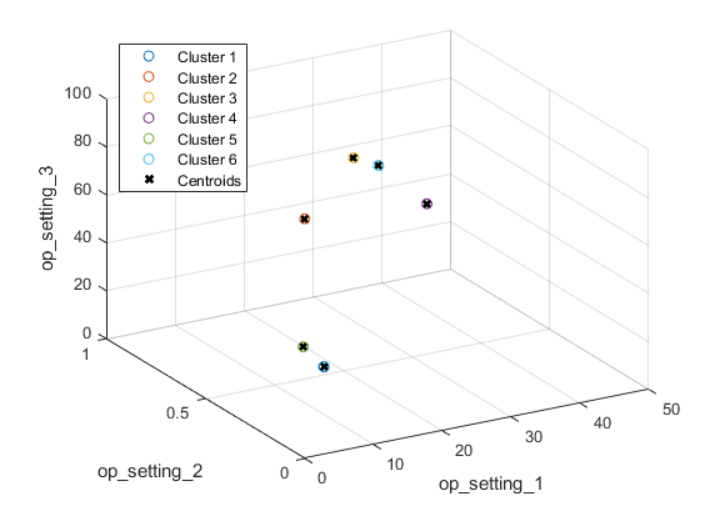 Cluster 1
Cluster 2
Cluster 3
Cluster 4
Cluster 5
Cluster 6
Centroids
100
80
60
40
20
0
op_setting_3
1
0.5
0
op_setting_2
0
10
20
30
40
50
op_setting_1